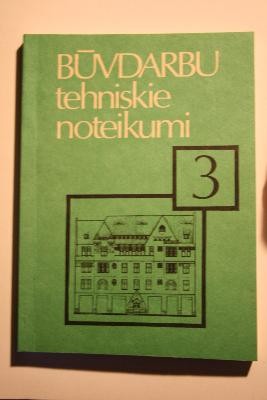 BŪVDARBU
tehniskie
noteikumi
3